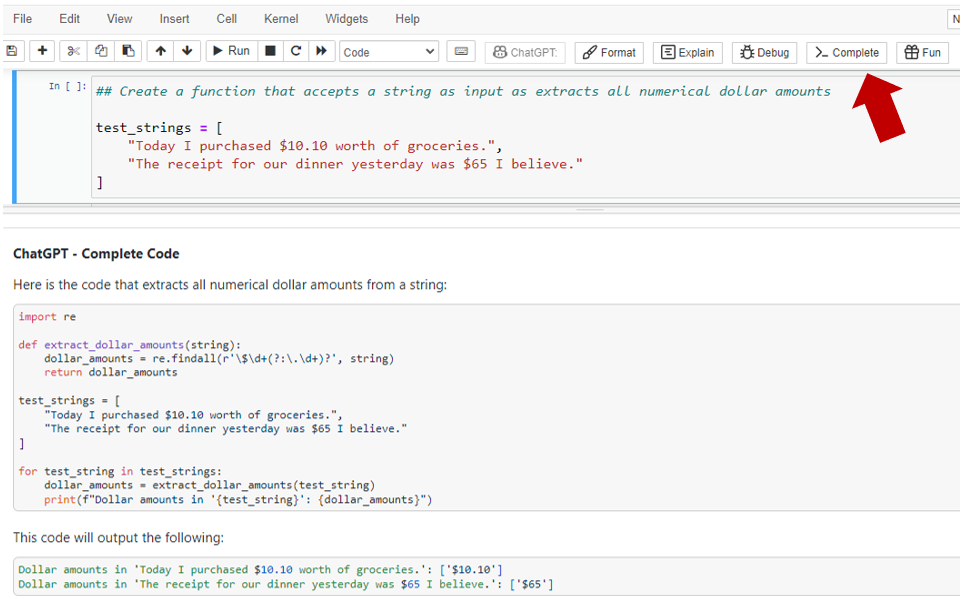 File Edit View Insert Cell Kernel Widgets Help N
Run Code ChatGPT: Format Explain Debug Complete Fun
In [ ]: ## Create a function that accepts a string as input as extracts all numerical dollar amounts
test_strings = [
"Today I purchased $10.10 worth of groceries.",
"The receipt for our dinner yesterday was $65 I believe."
]
ChatGPT - Complete Code
Here is the code that extracts all numerical dollar amounts from a string:
import re
def extract_dollar_amounts(string):
dollar_amounts = re.findall(r'\$\d+(?:\.\d+)?', string)
return dollar_amounts
test_strings = [
"Today I purchased $10.10 worth of groceries.",
"The receipt for our dinner yesterday was $65 I believe."
]
for test_string in test_strings:
dollar_amounts = extract_dollar_amounts(test_string)
print(f"Dollar amounts in '{test_string}': {dollar_amounts}")
This code will output the following:
Dollar amounts in 'Today I purchased $10.10 worth of groceries.': ['$10.10']
Dollar amounts in 'The receipt for our dinner yesterday was $65 I believe.': ['$65']